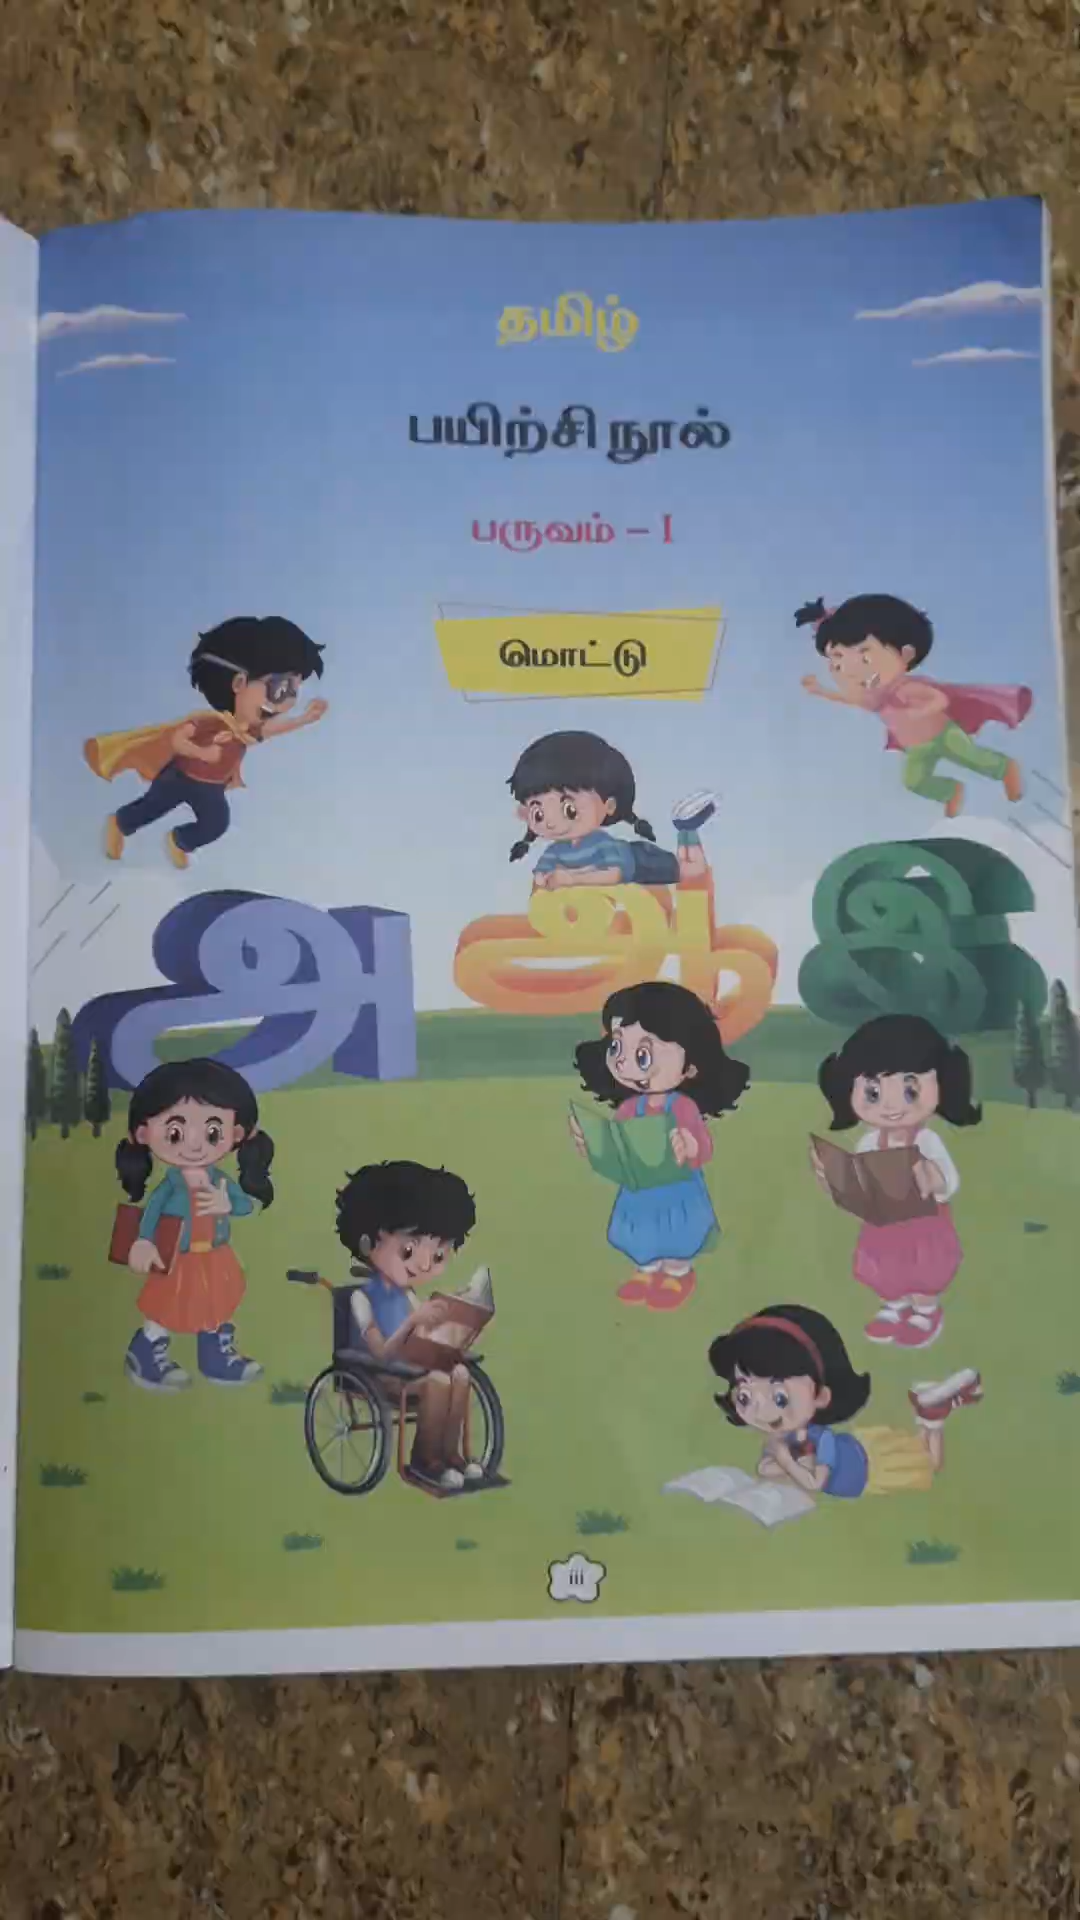 தமிழ்
பயிற்சி நூல்
பருவம் – I
மொட்டு
அ ஆ இ
iii